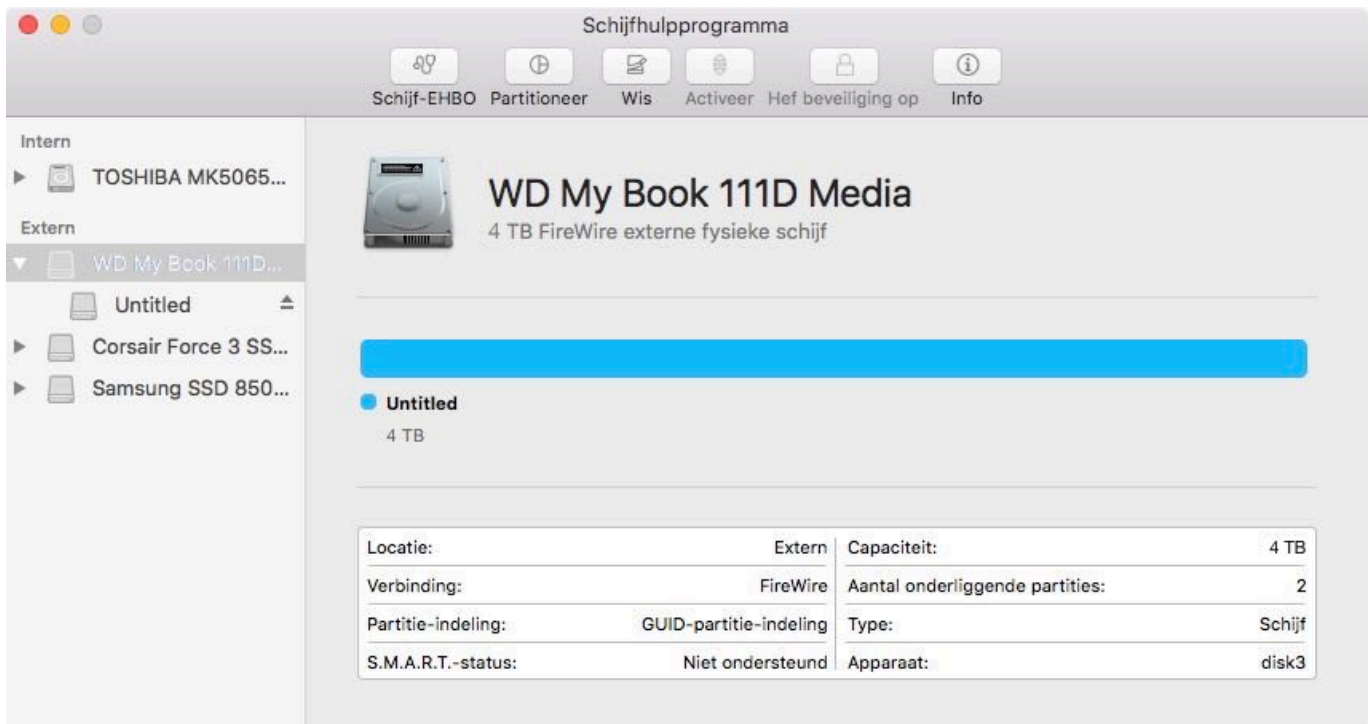 Schijfhulpprogramma
Schijf-EHBO Partitioneer Wis Activeer Hef beveiliging op Info
Intern
TOSHIBA MK5065...
Extern
WD My Book 111D...
Untitled
Corsair Force 3 SS...
Samsung SSD 850...
WD My Book 111D Media
4 TB FireWire externe fysieke schijf
Untitled
4 TB
Locatie: Extern Capaciteit: 4 TB
Verbinding: FireWire Aantal onderliggende partities: 2
Partitie-indeling: GUID-partitie-indeling Type: Schijf
S.M.A.R.T.-status: Niet ondersteund Apparaat: disk3